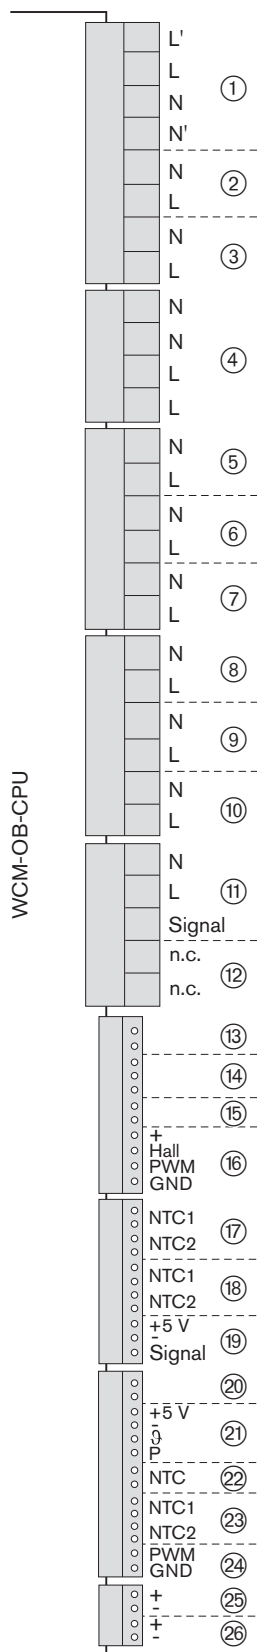 L'
L
①
N
N'
N
②
L
N
③
L
N
N
④
L
L
N
⑤
L
N
⑥
L
N
⑦
L
N
⑧
L
N
⑨
L
N
⑩
L
WCM-OB-CPU
N
L
⑪
Signal
n.c.
⑫
n.c.
⑬
⑭
⑮
+
Hall
PWM
⑯
GND
NTC1
⑰
NTC2
NTC1
⑱
NTC2
+5 V
-
⑲
Signal
⑳
+5 V
-
㉑
ϑ
P
NTC
㉒
NTC1
㉓
NTC2
PWM
㉔
GND
+
㉕
-
+
㉖
-